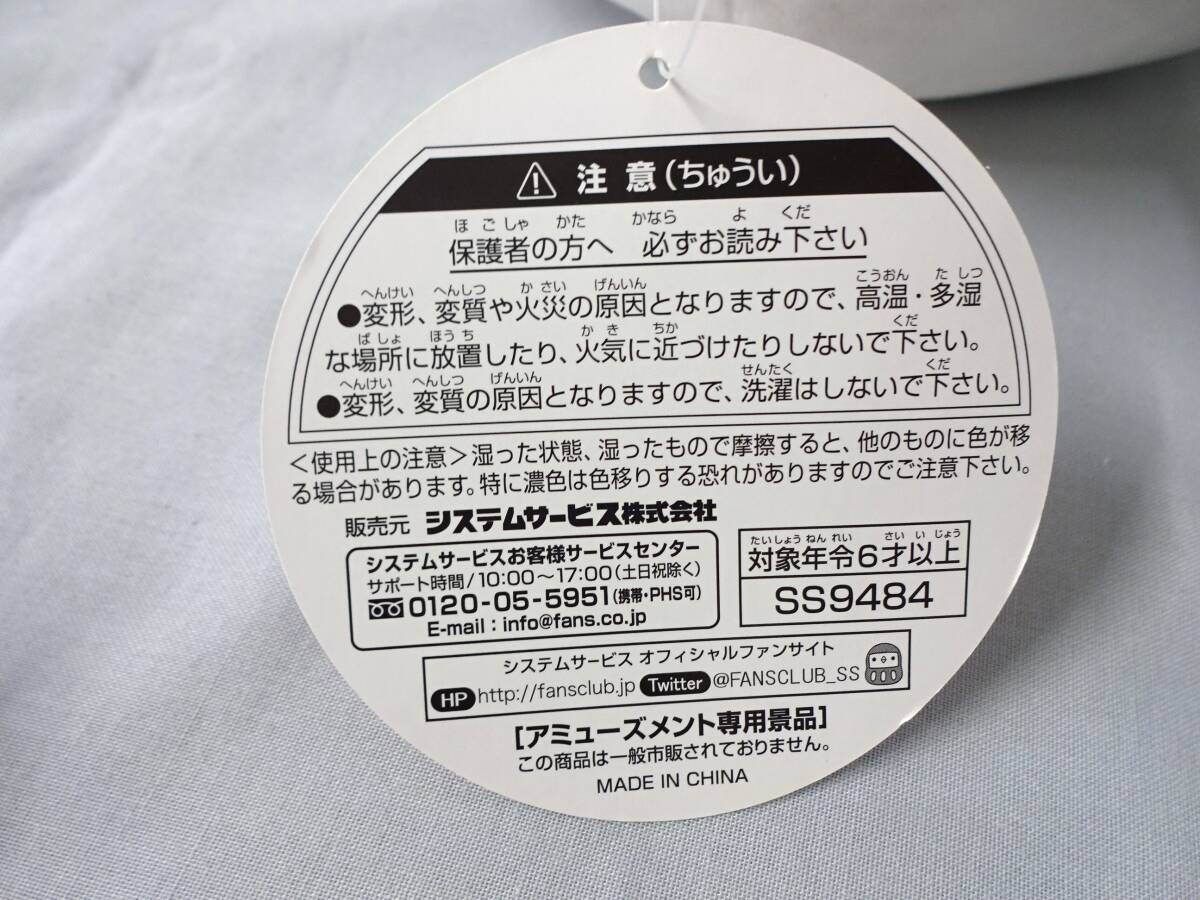 ⚠ 注意(ちゅうい)
ほごしゃ かた かなら よ くだ
保護者の方へ 必ずお読み下さい
へんけい へんしつ かさい げんいん こうおん たしつ
●変形、変質や火災の原因となりますので、高温・多湿
ばしょ ほうち かき ちか くだ
な場所に放置したり、火気に近づけたりしないで下さい。
へんけい へんしつ げんいん せんたく くだ
●変形、変質の原因となりますので、洗濯はしないで下さい。
<使用上の注意>湿った状態、湿ったもので摩擦すると、他のものに色が移
る場合があります。特に濃色は色移りする恐れがありますのでご注意下さい。
販売元 システムサービス株式会社
システムサービスお客様サービスセンター
サポート時間/10:00〜17:00(土日祝除く)
0120-05-5951(携帯・PHS可)
E-mail : info@fans.co.jp
たいしょうねんれい さいいじょう
対象年令6才以上
SS9484
システムサービス オフィシャルファンサイト
HP http://fansclub.jp Twitter @FANSCLUB_SS
[アミューズメント専用景品]
この商品は一般市販されておりません。
MADE IN CHINA